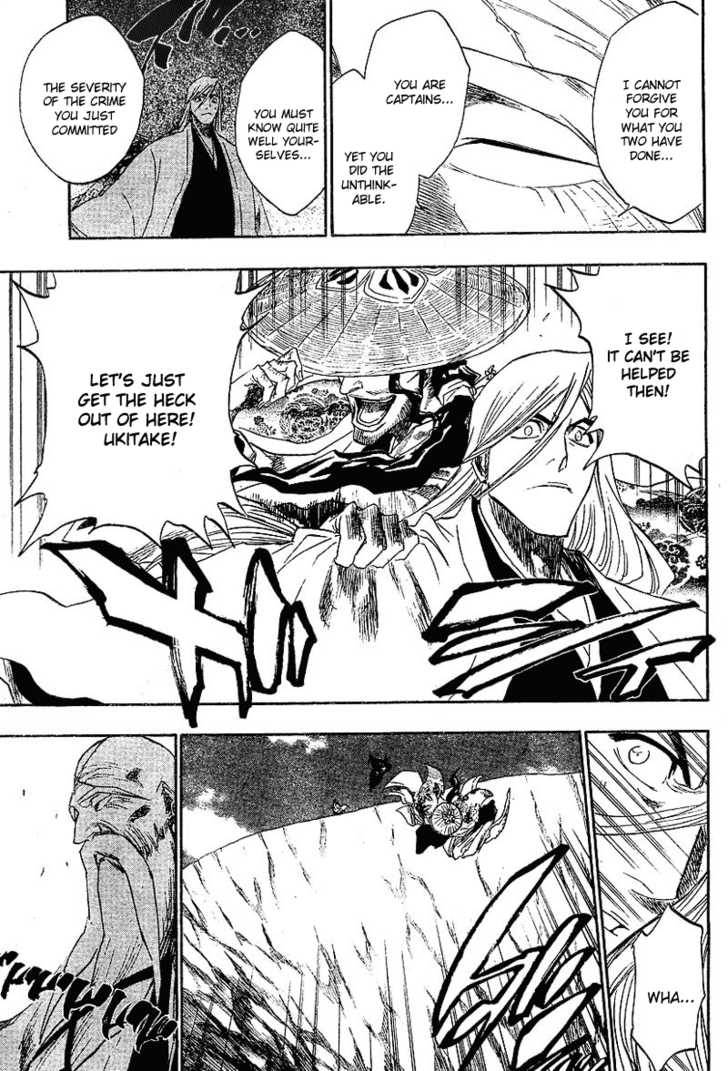 I CANNOT
FORGIVE
YOU FOR
WHAT YOU
TWO HAVE
DONE...
YOU ARE
CAPTAINS...
YET YOU
DID THE
UNTHINK-
ABLE.
YOU MUST
KNOW QUITE
WELL YOUR-
SELVES...
THE SEVERITY
OF THE CRIME
YOU JUST
COMMITTED
I SEE!
IT CAN'T BE
HELPED
THEN!
LET'S JUST
GET THE HECK
OUT OF HERE!
UKITAKE!
WHA...